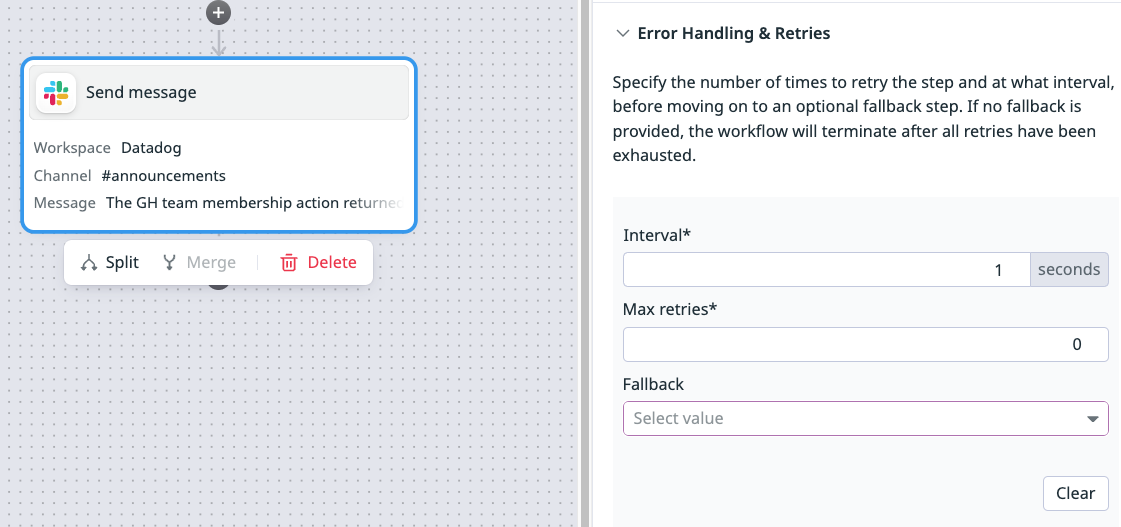 Send message
Workspace Datadog
Channel #announcements
Message The GH team membership action returned
Split Merge Delete
Error Handling & Retries
Specify the number of times to retry the step and at what interval,
before moving on to an optional fallback step. If no fallback is
provided, the workflow will terminate after all retries have been
exhausted.
Interval*
1 seconds
Max retries*
0
Fallback
Select value
Clear